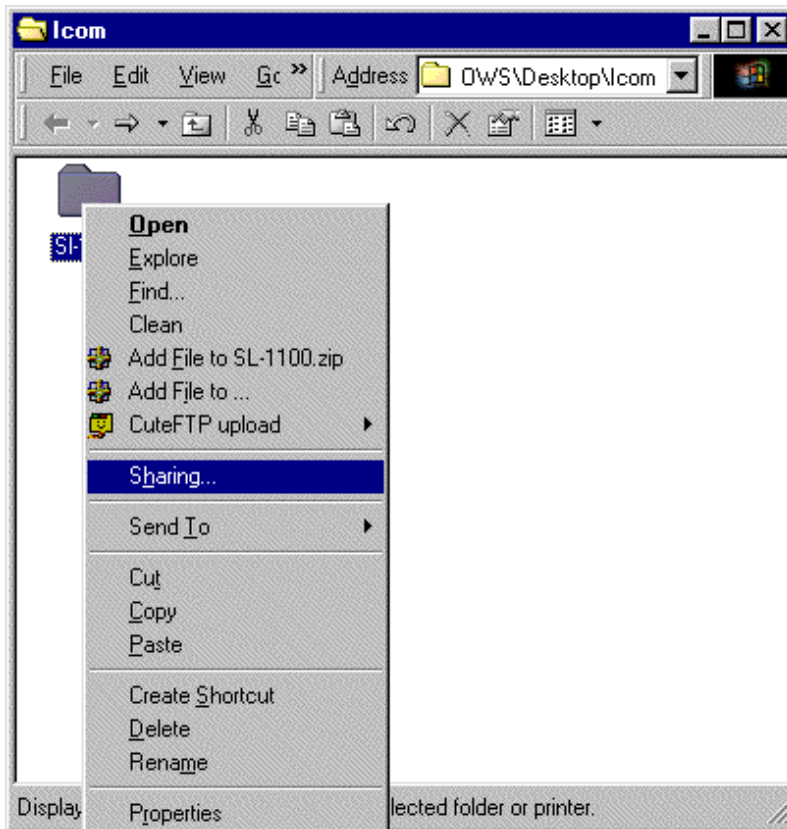 Icom
File Edit View Go » Address OWS\Desktop\Icom
Sl-
Open
Explore
Find...
Clean
Add File to SL-1100.zip
Add File to ...
CuteFTP upload
Sharing...
Send To
Cut
Copy
Paste
Create Shortcut
Delete
Rename
Properties
Display lected folder or printer.